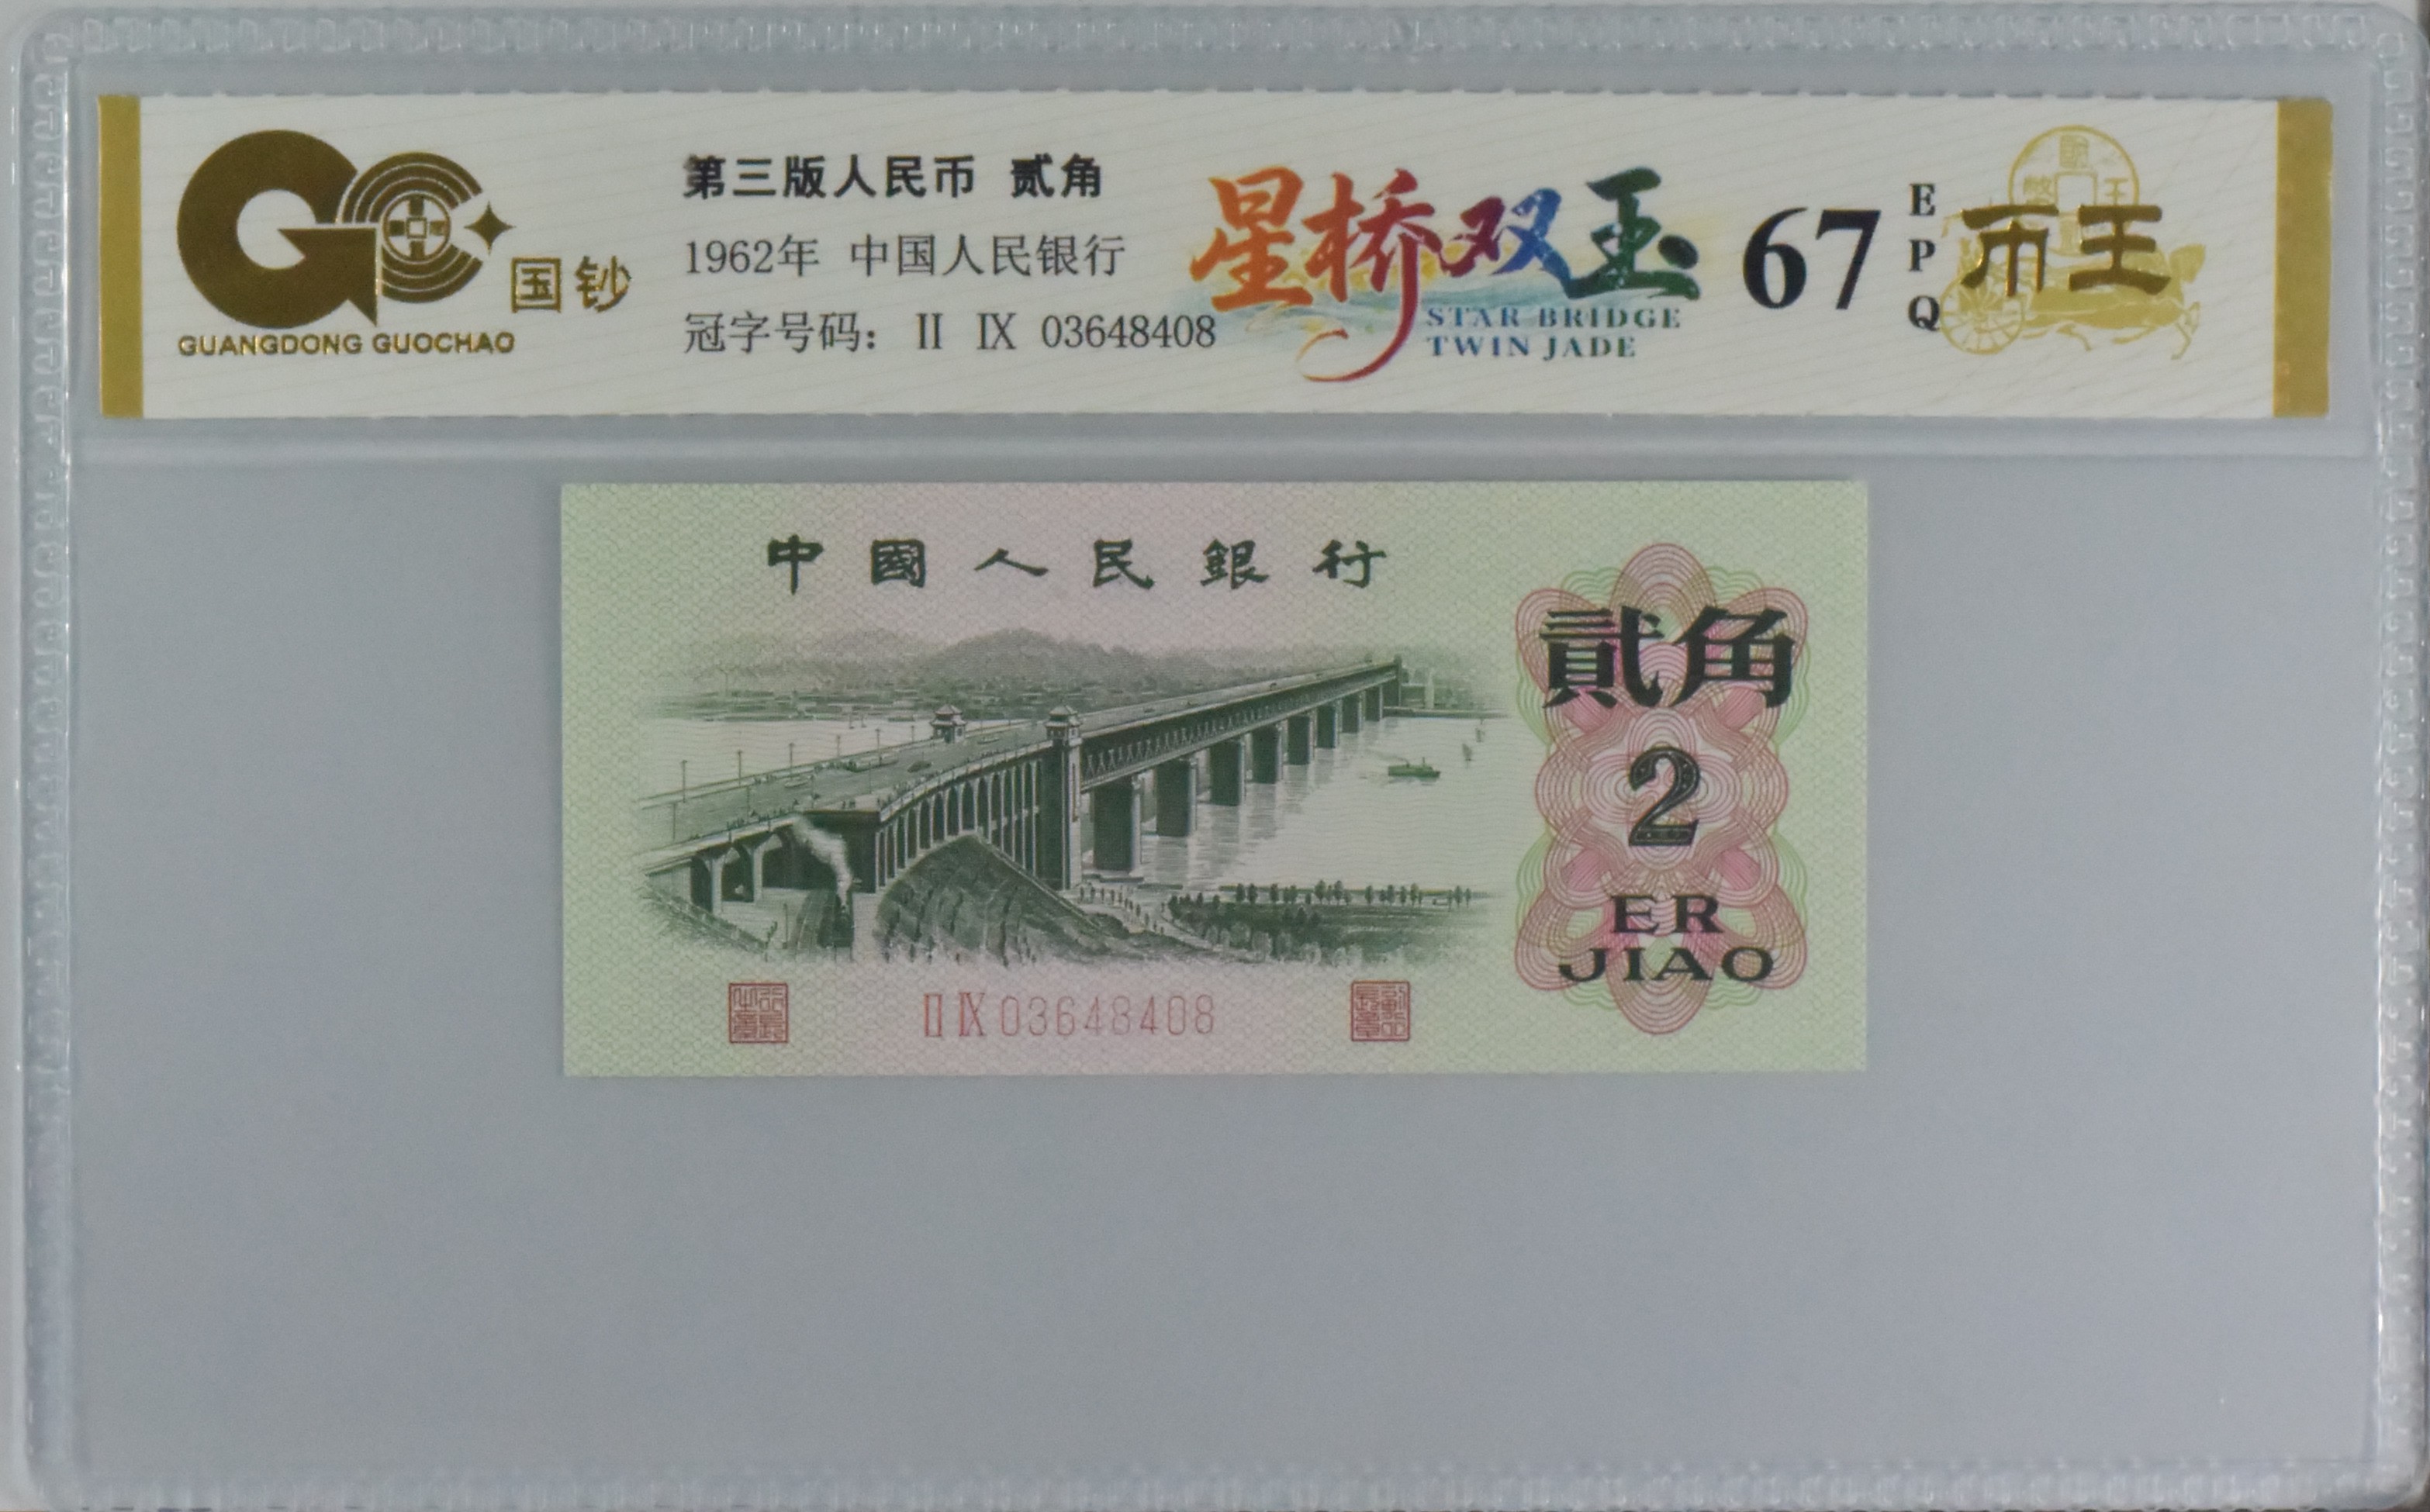 国钞
GUANGDONG GUOCHAO
第三版人民币 贰角
1962年 中国人民银行
冠字号码： II IX 03648408
星桥双玉
STAR BRIDGE
TWIN JADE
67
E
P
Q
币王
中國人民銀行
貳角
2
ER
JIAO
II IX 03648408